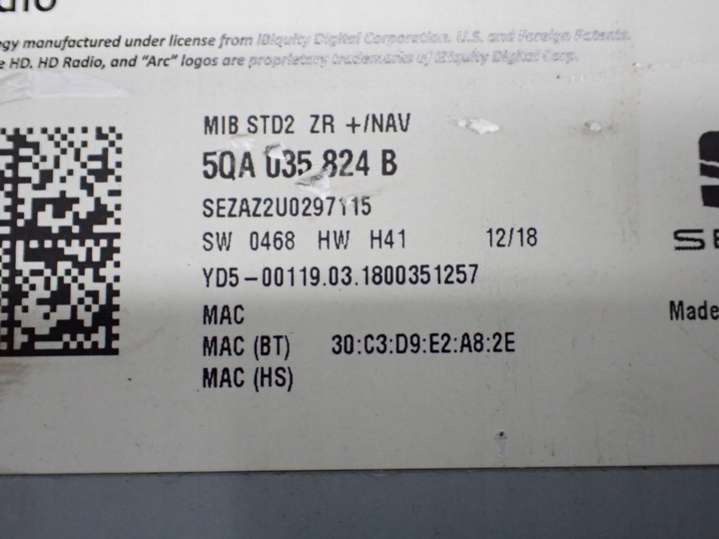 gy manufactured under license from iBiquity Digital Corporation. U.S. and Foreign Patents.
e HD, HD Radio, and “Arc” logos are proprietary trademarks of iBiquity Digital Corp.
MIB STD2 ZR +/NAV
5QA 035 824 B
SEZAZ2U0297115
SW 0468 HW H41 12/18
YD5-00119.03.1800351257
SE
Made
MAC
MAC (BT) 30:C3:D9:E2:A8:2E
MAC (HS)